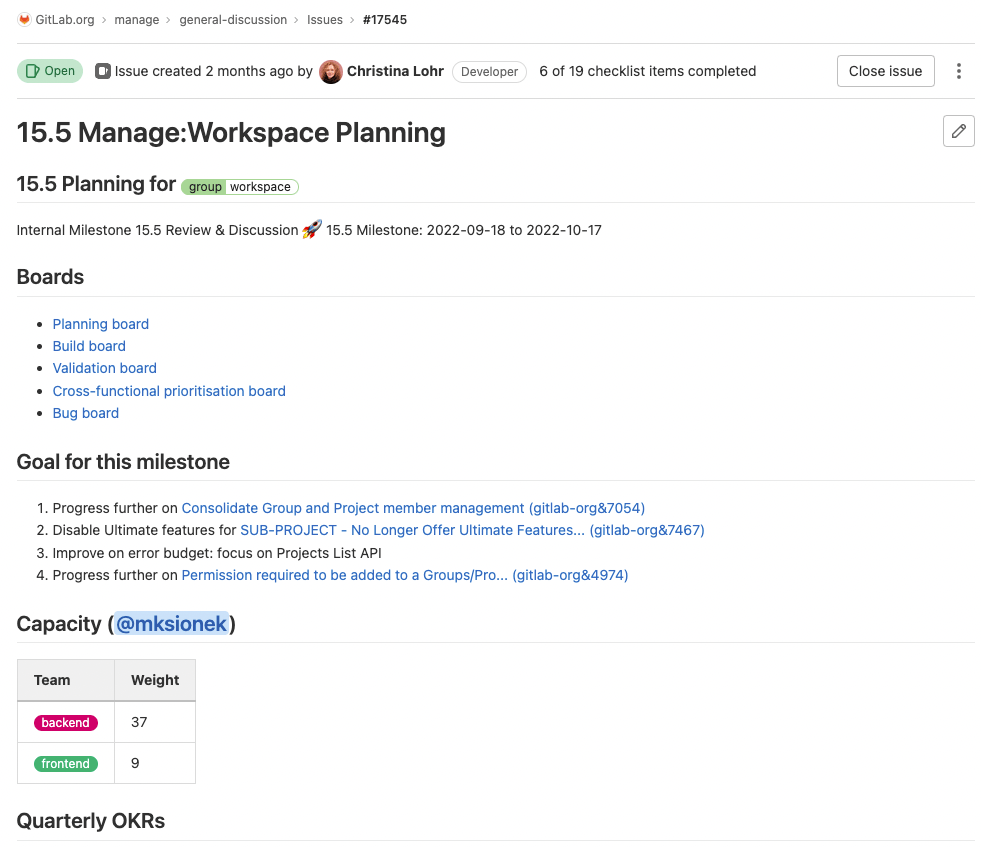 GitLab.org › manage › general-discussion › Issues › #17545
Open Issue created 2 months ago by Christina Lohr Developer 6 of 19 checklist items completed Close issue
15.5 Manage:Workspace Planning
15.5 Planning for group workspace
Internal Milestone 15.5 Review & Discussion 🚀 15.5 Milestone: 2022-09-18 to 2022-10-17
Boards
• Planning board
• Build board
• Validation board
• Cross-functional prioritisation board
• Bug board
Goal for this milestone
1. Progress further on Consolidate Group and Project member management (gitlab-org&7054)
2. Disable Ultimate features for SUB-PROJECT - No Longer Offer Ultimate Features... (gitlab-org&7467)
3. Improve on error budget: focus on Projects List API
4. Progress further on Permission required to be added to a Groups/Pro... (gitlab-org&4974)
Capacity (@mksionek)
Team Weight
backend 37
frontend 9
Quarterly OKRs